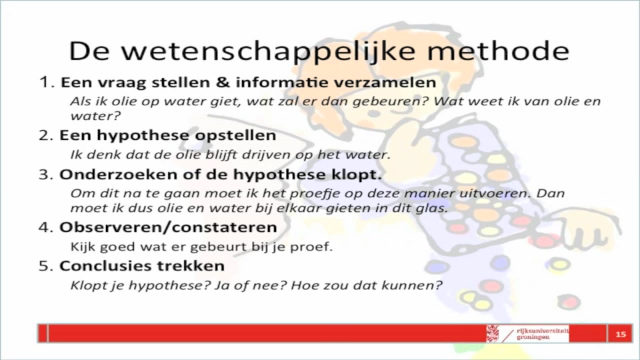 De wetenschappelijke methode
1. Een vraag stellen & informatie verzamelen
Als ik olie op water giet, wat zal er dan gebeuren? Wat weet ik van olie en
water?
2. Een hypothese opstellen
Ik denk dat de olie blijft drijven op het water.
3. Onderzoeken of de hypothese klopt.
Om dit na te gaan moet ik het proefje op deze manier uitvoeren. Dan
moet ik dus olie en water bij elkaar gieten in dit glas.
4. Observeren/constateren
Kijk goed wat er gebeurt bij je proef.
5. Conclusies trekken
Klopt je hypothese? Ja of nee? Hoe zou dat kunnen?
rijksuniversiteit
groningen
15